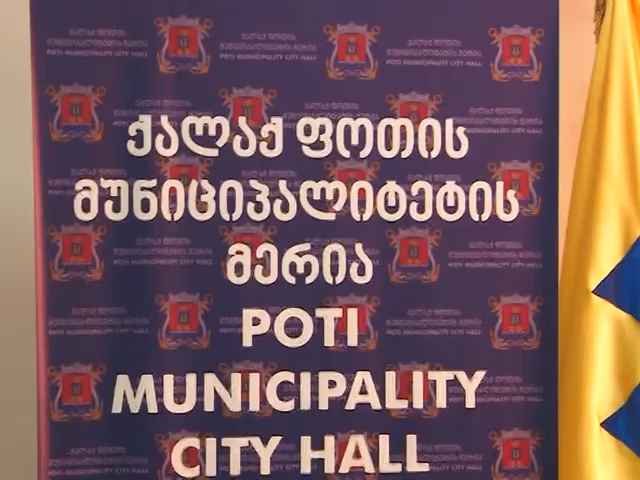 ქალაქ ფოთის
მუნიციპალიტეტის
მერია
POTI
MUNICIPALITY
CITY HALL